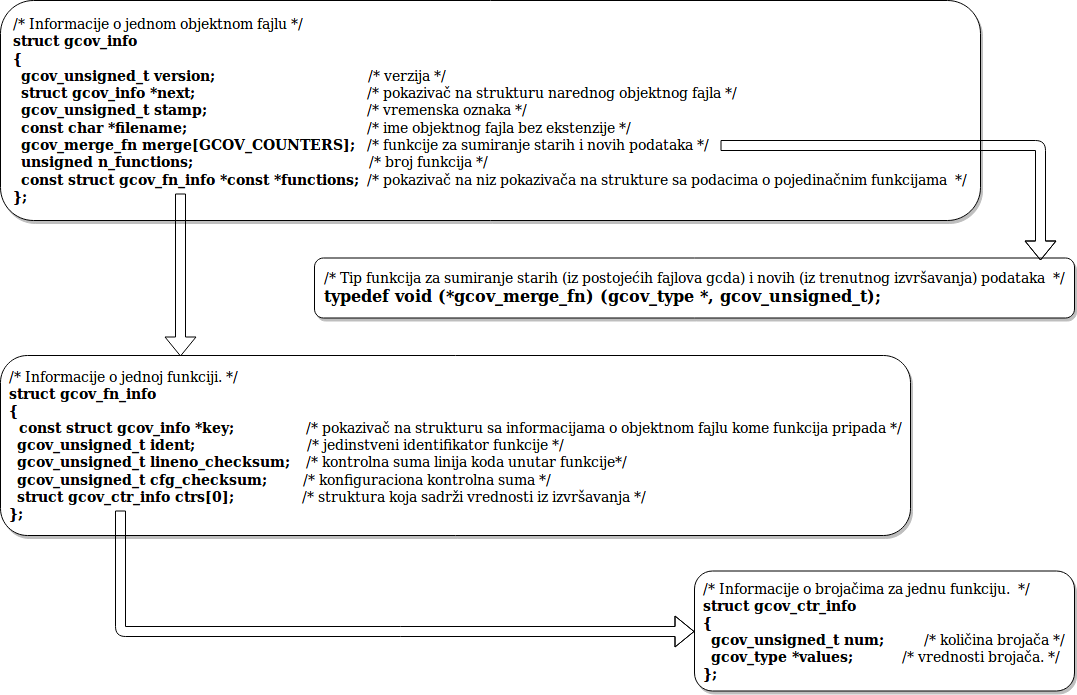 /* Informacije o jednom objektnom fajlu */
struct gcov_info
{
gcov_unsigned_t version; /* verzija */
struct gcov_info *next; /* pokazivač na strukturu narednog objektnog fajla */
gcov_unsigned_t stamp; /* vremenska oznaka */
const char *filename; /* ime objektnog fajla bez ekstenzije */
gcov_merge_fn merge[GCOV_COUNTERS]; /* funkcije za sumiranje starih i novih podataka */
unsigned n_functions; /* broj funkcija */
const struct gcov_fn_info *const *functions; /* pokazivač na niz pokazivača na strukture sa podacima o pojedinačnim funkcijama */
};
/* Tip funkcija za sumiranje starih (iz postojećih fajlova gcda) i novih (iz trenutnog izvršavanja) podataka */
typedef void (*gcov_merge_fn) (gcov_type *, gcov_unsigned_t);
/* Informacije o jednoj funkciji. */
struct gcov_fn_info
{
const struct gcov_info *key; /* pokazivač na strukturu sa informacijama o objektnom fajlu kome funkcija pripada */
gcov_unsigned_t ident; /* jedinstveni identifikator funkcije */
gcov_unsigned_t lineno_checksum; /* kontrolna suma linija koda unutar funkcije*/
gcov_unsigned_t cfg_checksum; /* konfiguraciona kontrolna suma */
struct gcov_ctr_info ctrs[0]; /* struktura koja sadrži vrednosti iz izvršavanja */
};
/* Informacije o brojačima za jednu funkciju. */
struct gcov_ctr_info
{
gcov_unsigned_t num; /* količina brojača */
gcov_type *values; /* vrednosti brojača. */
};